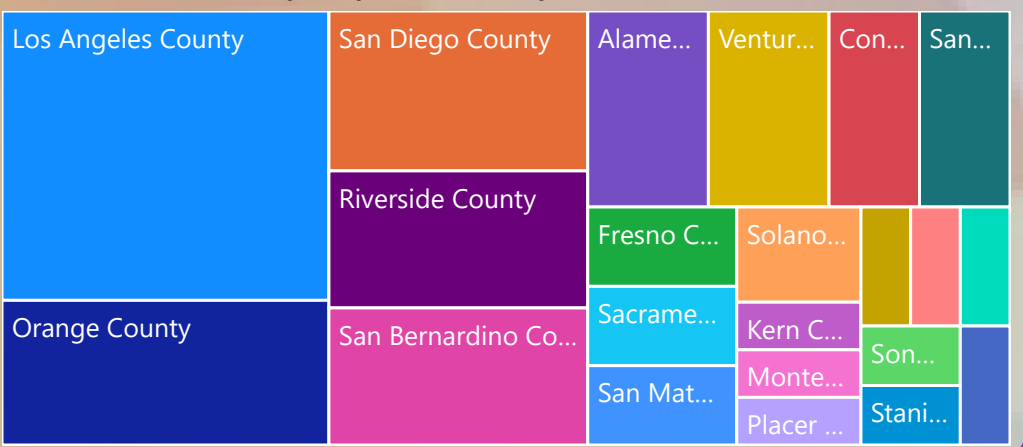 Los Angeles County
Orange County
San Diego County
Riverside County
San Bernardino Co...
Alame...
Ventur...
Con...
San...
Fresno C...
Sacrame...
San Mat...
Solano...
Kern C...
Monte...
Placer ...
Son...
Stani...